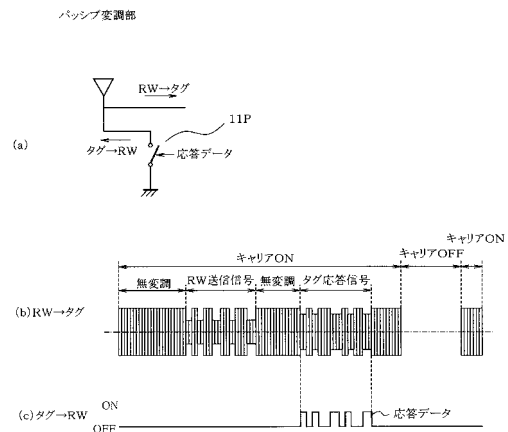 パッシブ変調部
RW→タグ
11P
(a)
タグ→RW
応答データ
キャリアON
キャリアON
キャリアOFF
無変調
RW送信信号
無変調
タグ応答信号
(b)RW→タグ
ON
(c)タグ→RW
応答データ
OFF